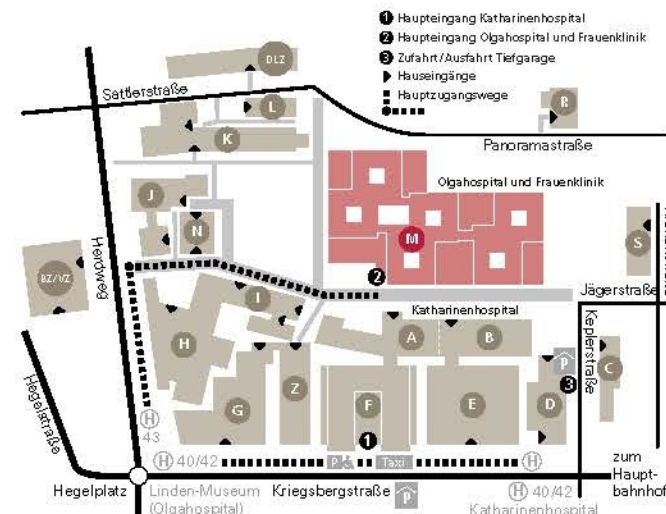 1 Haupteingang Katharinenhospital
2 Haupteingang Olgahospital und Frauenklinik
3 Zufahrt/Ausfahrt Tiefgarage
Hauseingänge
Hauptzugangswege
DLZ
Sattlerstraße
L
R
K
Panoramastraße
Olgahospital und Frauenklinik
J
N
M
S
Herdweg
BZ/VZ
2
I
Jägerstraße
Katharinenhospital
H
A
B
Keplerstraße
P
C
3
Z
G
F
E
D
Hegelstraße
H
43
1
H 40/42
P
Taxi
H
zum
Haupt-
bahnhof
Hegelplatz
Linden-Museum
(Olgahospital)
Kriegsbergstraße
P
H 40/42
Katharinenhospital